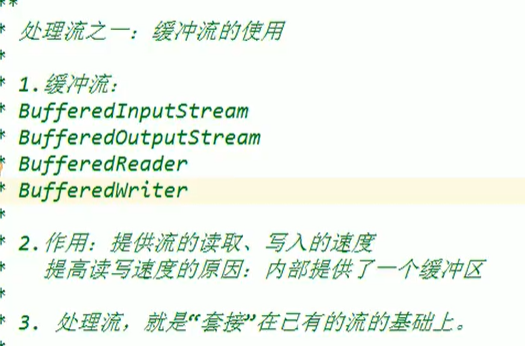 **
* 处理流之一：缓冲流的使用
*
* 1.缓冲流：
* BufferedInputStream
* BufferedOutputStream
* BufferedReader
* BufferedWriter
*
* 2.作用：提供流的读取、写入的速度
*   提高读写速度的原因：内部提供了一个缓冲区
*
* 3. 处理流，就是“套接”在已有的流的基础上。
*